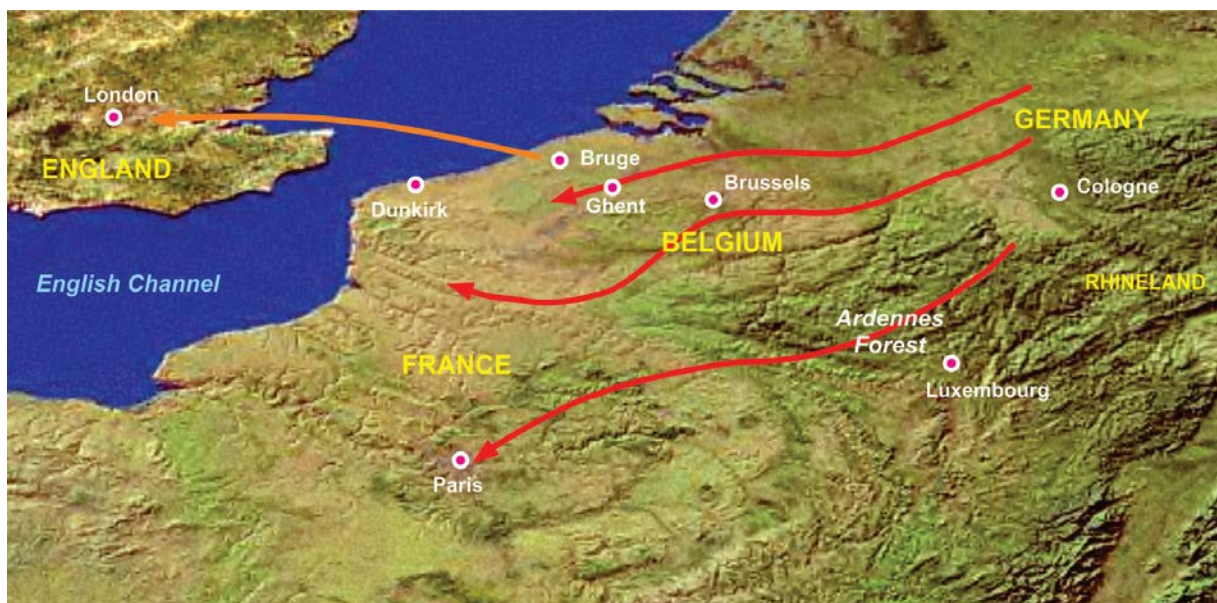 London
ENGLAND
English Channel
Dunkirk
Bruge
Ghent
Brussels
BELGIUM
GERMANY
Cologne
RHINELAND
Ardennes
Forest
Luxembourg
FRANCE
Paris